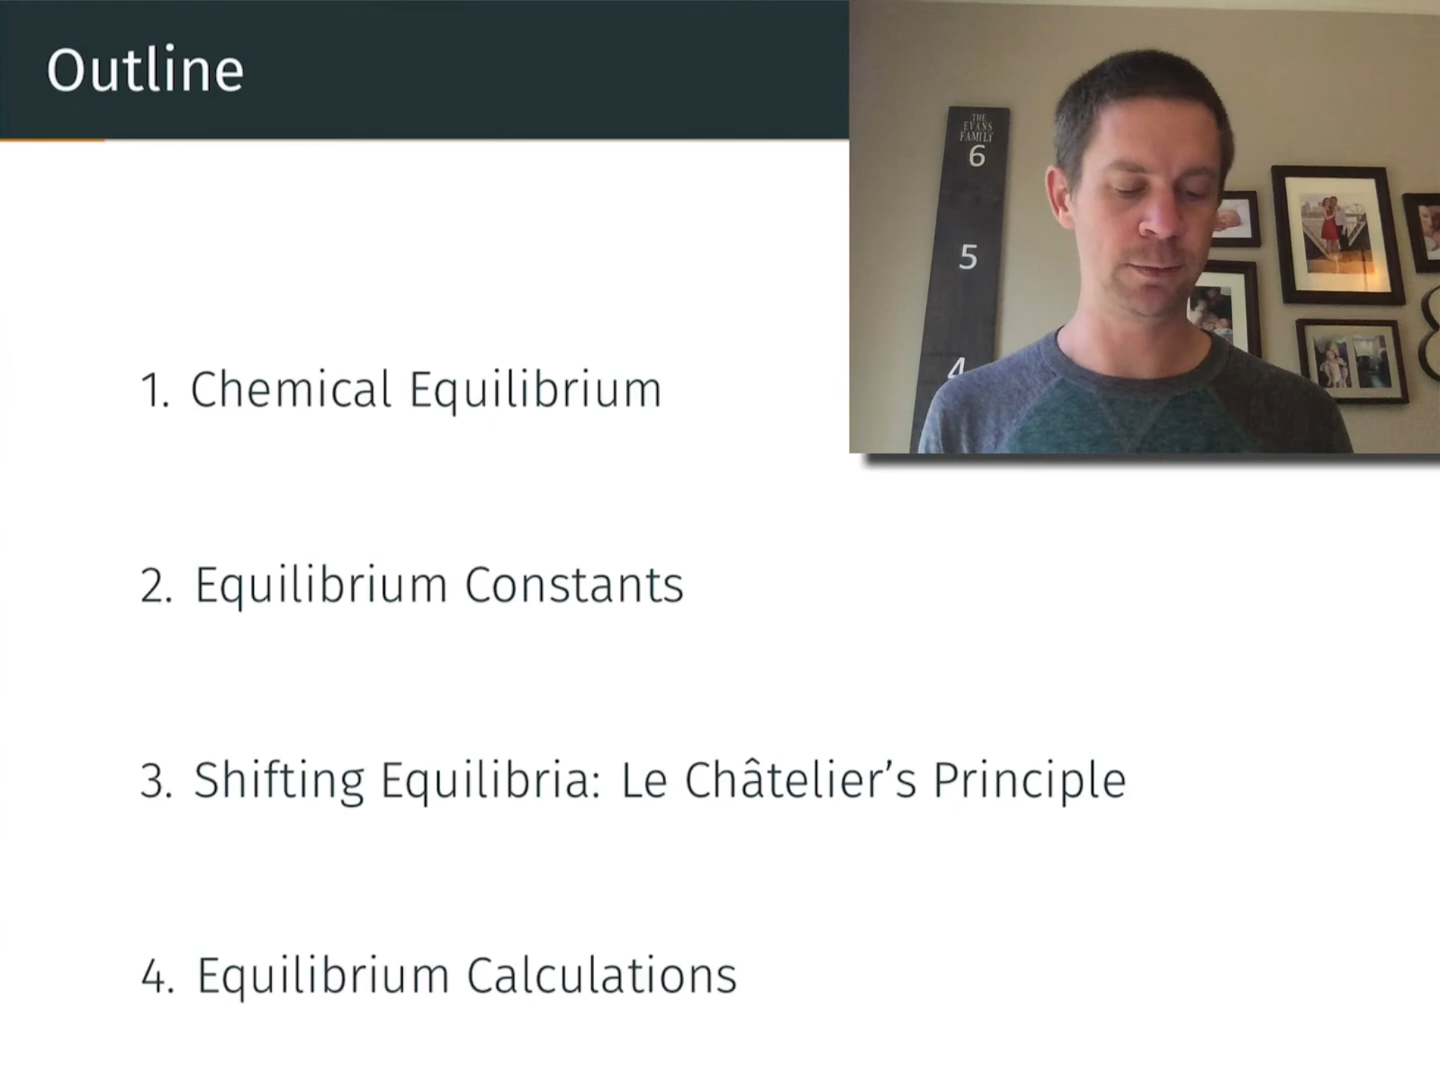 Outline
THE
EVANS
FAMILY
6
5
4
1. Chemical Equilibrium
2. Equilibrium Constants
3. Shifting Equilibria: Le Châtelier’s Principle
4. Equilibrium Calculations